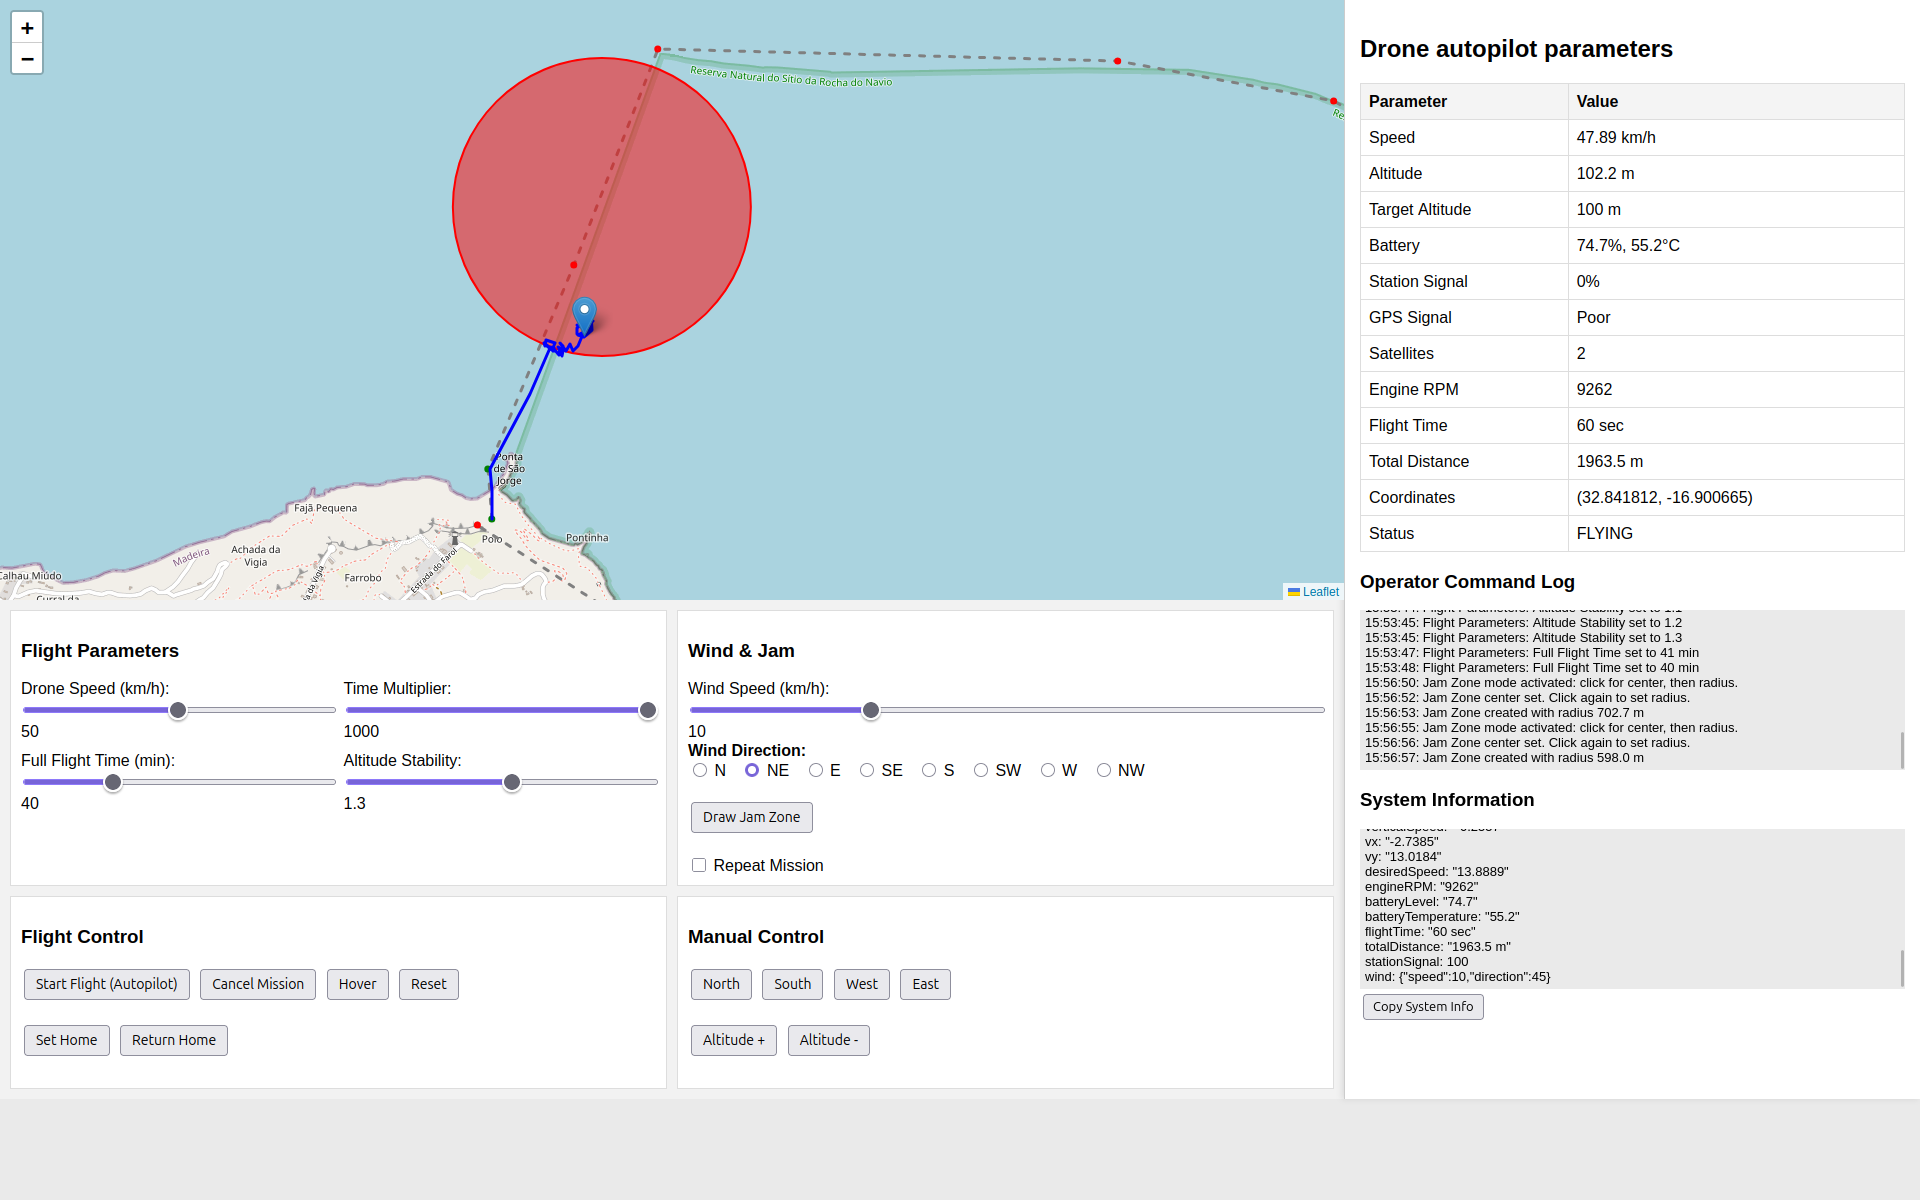 +
−
Reserva Natural do Sítio da Rocha do Navio
Re
Ponta
de São
Jorge
Fajã Pequena
Madeira
Achada da
Vigia
Polo
Pontinha
Calhau Miúdo
Farrobo
Estrada do Farol
da Vigia
Curral da
Leaflet
Flight Parameters
Drone Speed (km/h):
50
Time Multiplier:
1000
Full Flight Time (min):
40
Altitude Stability:
1.3
Wind & Jam
Wind Speed (km/h):
10
Wind Direction:
N NE E SE S SW W NW
Draw Jam Zone
Repeat Mission
Flight Control
Start Flight (Autopilot) Cancel Mission Hover Reset
Set Home Return Home
Manual Control
North South West East
Altitude + Altitude -
Drone autopilot parameters
Parameter Value
Speed 47.89 km/h
Altitude 102.2 m
Target Altitude 100 m
Battery 74.7%, 55.2°C
Station Signal 0%
GPS Signal Poor
Satellites 2
Engine RPM 9262
Flight Time 60 sec
Total Distance 1963.5 m
Coordinates (32.841812, -16.900665)
Status FLYING
Operator Command Log
15:53:45: Flight Parameters: Altitude Stability set to 1.2
15:53:45: Flight Parameters: Altitude Stability set to 1.3
15:53:47: Flight Parameters: Full Flight Time set to 41 min
15:53:48: Flight Parameters: Full Flight Time set to 40 min
15:56:50: Jam Zone mode activated: click for center, then radius.
15:56:52: Jam Zone center set. Click again to set radius.
15:56:53: Jam Zone created with radius 702.7 m
15:56:55: Jam Zone mode activated: click for center, then radius.
15:56:56: Jam Zone center set. Click again to set radius.
15:56:57: Jam Zone created with radius 598.0 m
System Information
vx: "-2.7385"
vy: "13.0184"
desiredSpeed: "13.8889"
engineRPM: "9262"
batteryLevel: "74.7"
batteryTemperature: "55.2"
flightTime: "60 sec"
totalDistance: "1963.5 m"
stationSignal: 100
wind: {"speed":10,"direction":45}
Copy System Info